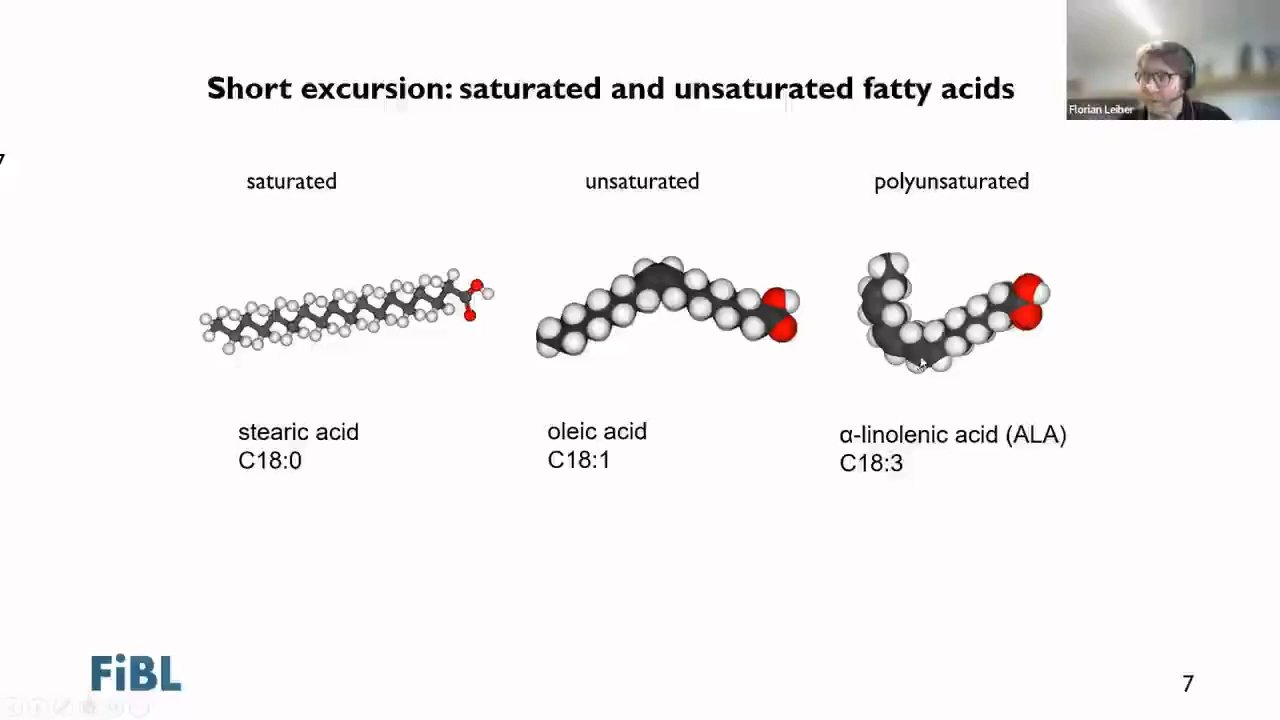 Short excursion: saturated and unsaturated fatty acids
Florian Leiber
7
saturated
unsaturated
polyunsaturated
stearic acid
C18:0
oleic acid
C18:1
α-linolenic acid (ALA)
C18:3
FiBL
7